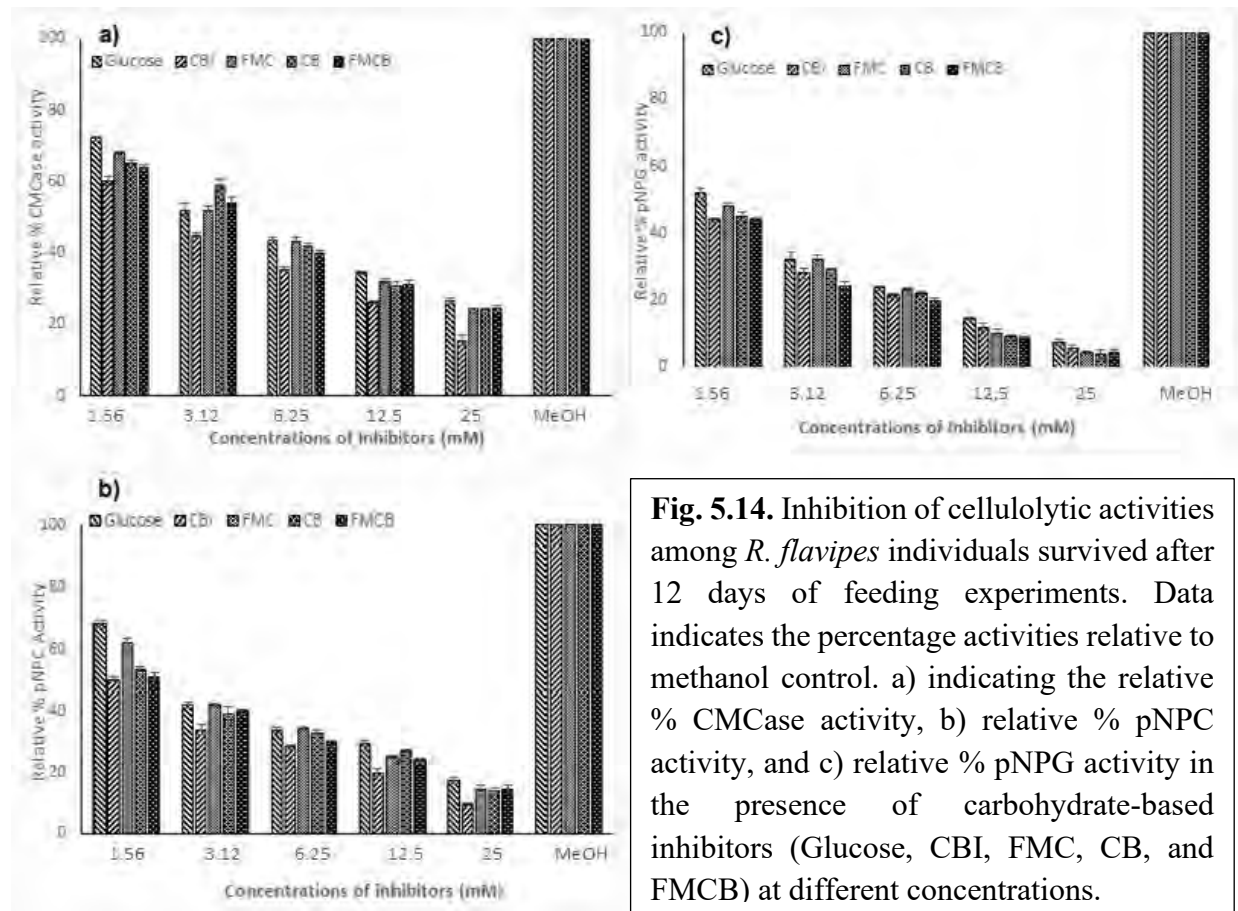 a)
Glucose CBI FMC CB FMCB
Relative % CMCase activity
100
80
60
40
20
0
1.56 3.12 6.25 12.5 25 MeOH
Concentrations of Inhibitors (mM)
c)
Glucose CBI FMC CB FMCB
Relative % pNPG activity
100
80
60
40
20
0
1.56 3.12 6.25 12.5 25 MeOH
Concentrations of Inhibitors (mM)
b)
Glucose CBI FMC CB FMCB
Relative % pNPC Activity
100
80
60
40
20
0
1.56 3.12 6.25 12.5 25 MeOH
Concentrations of Inhibitors (mM)
Fig. 5.14. Inhibition of cellulolytic activities
among R. flavipes individuals survived after
12 days of feeding experiments. Data
indicates the percentage activities relative to
methanol control. a) indicating the relative
% CMCase activity, b) relative % pNPC
activity, and c) relative % pNPG activity in
the presence of carbohydrate-based
inhibitors (Glucose, CBI, FMC, CB, and
FMCB) at different concentrations.